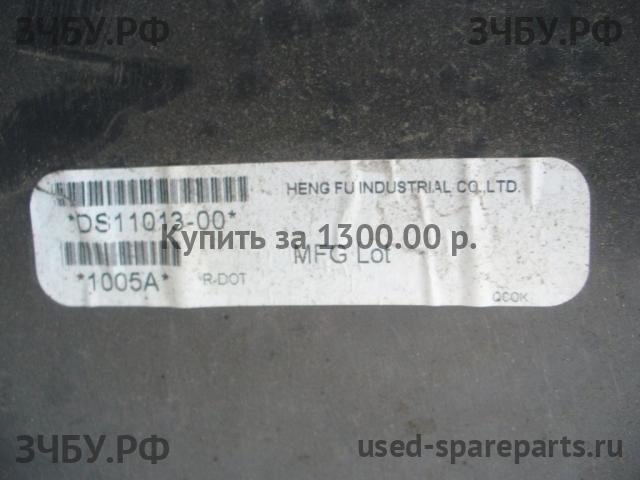 ЗЧБУ.РФ ЗЧБУ.РФ
HENG FU INDUSTRIAL CO.,LTD.
*DS11013-00*
Купить за 1300.00 р.
MFG Lot
*1005A* R-DOT
QCOK
ЗЧБУ.РФ used-spareparts.ru